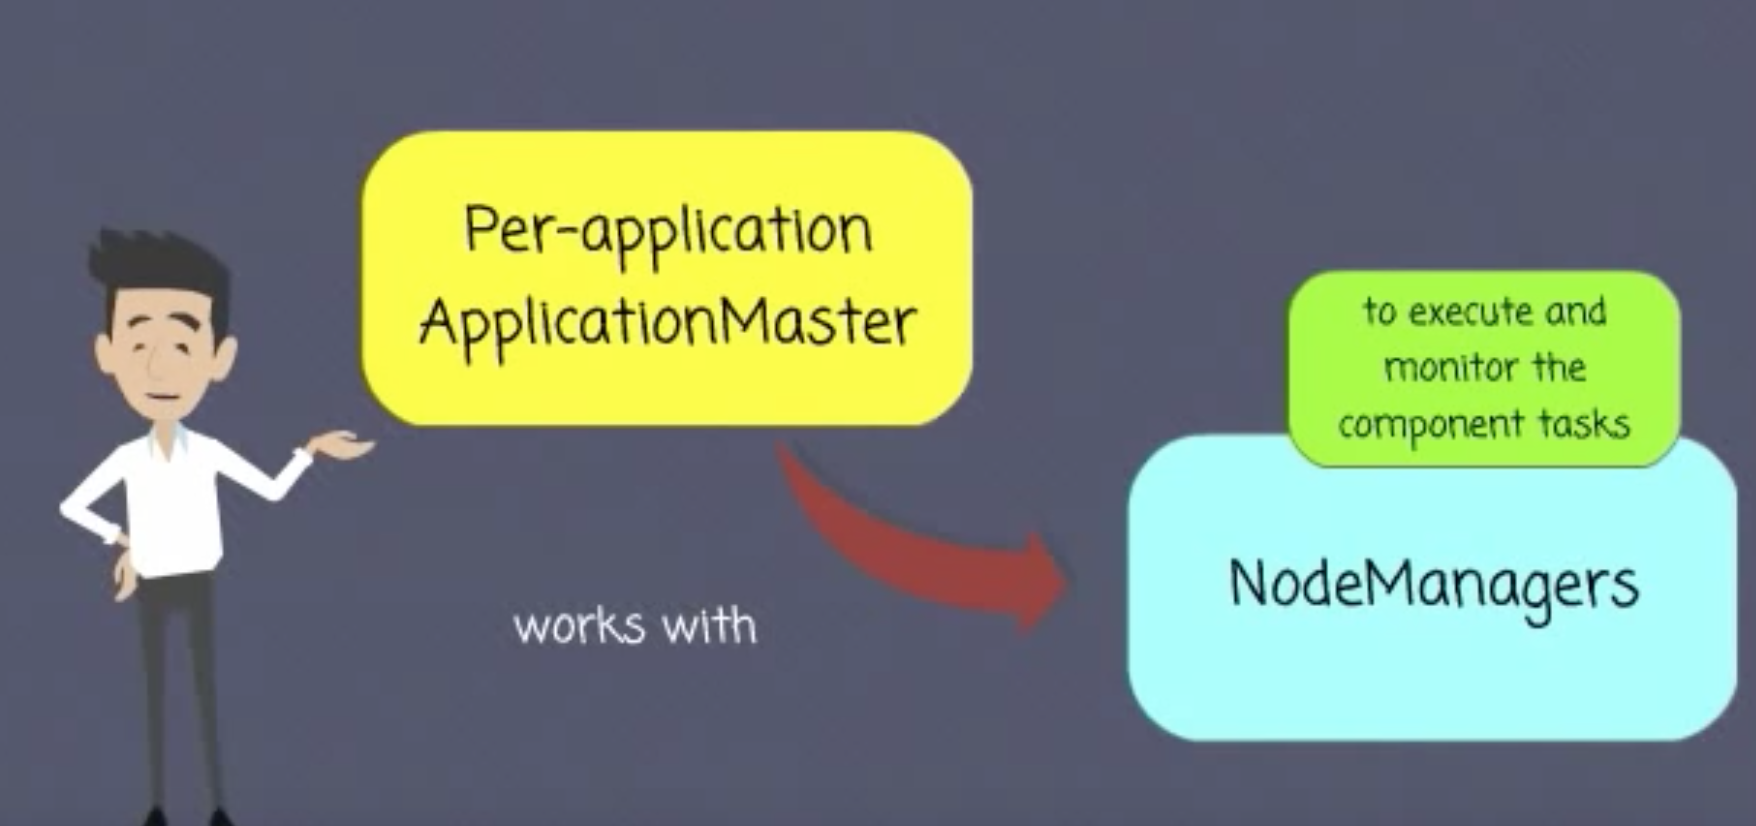 Per-application
ApplicationMaster
works with
to execute and
monitor the
component tasks
NodeManagers